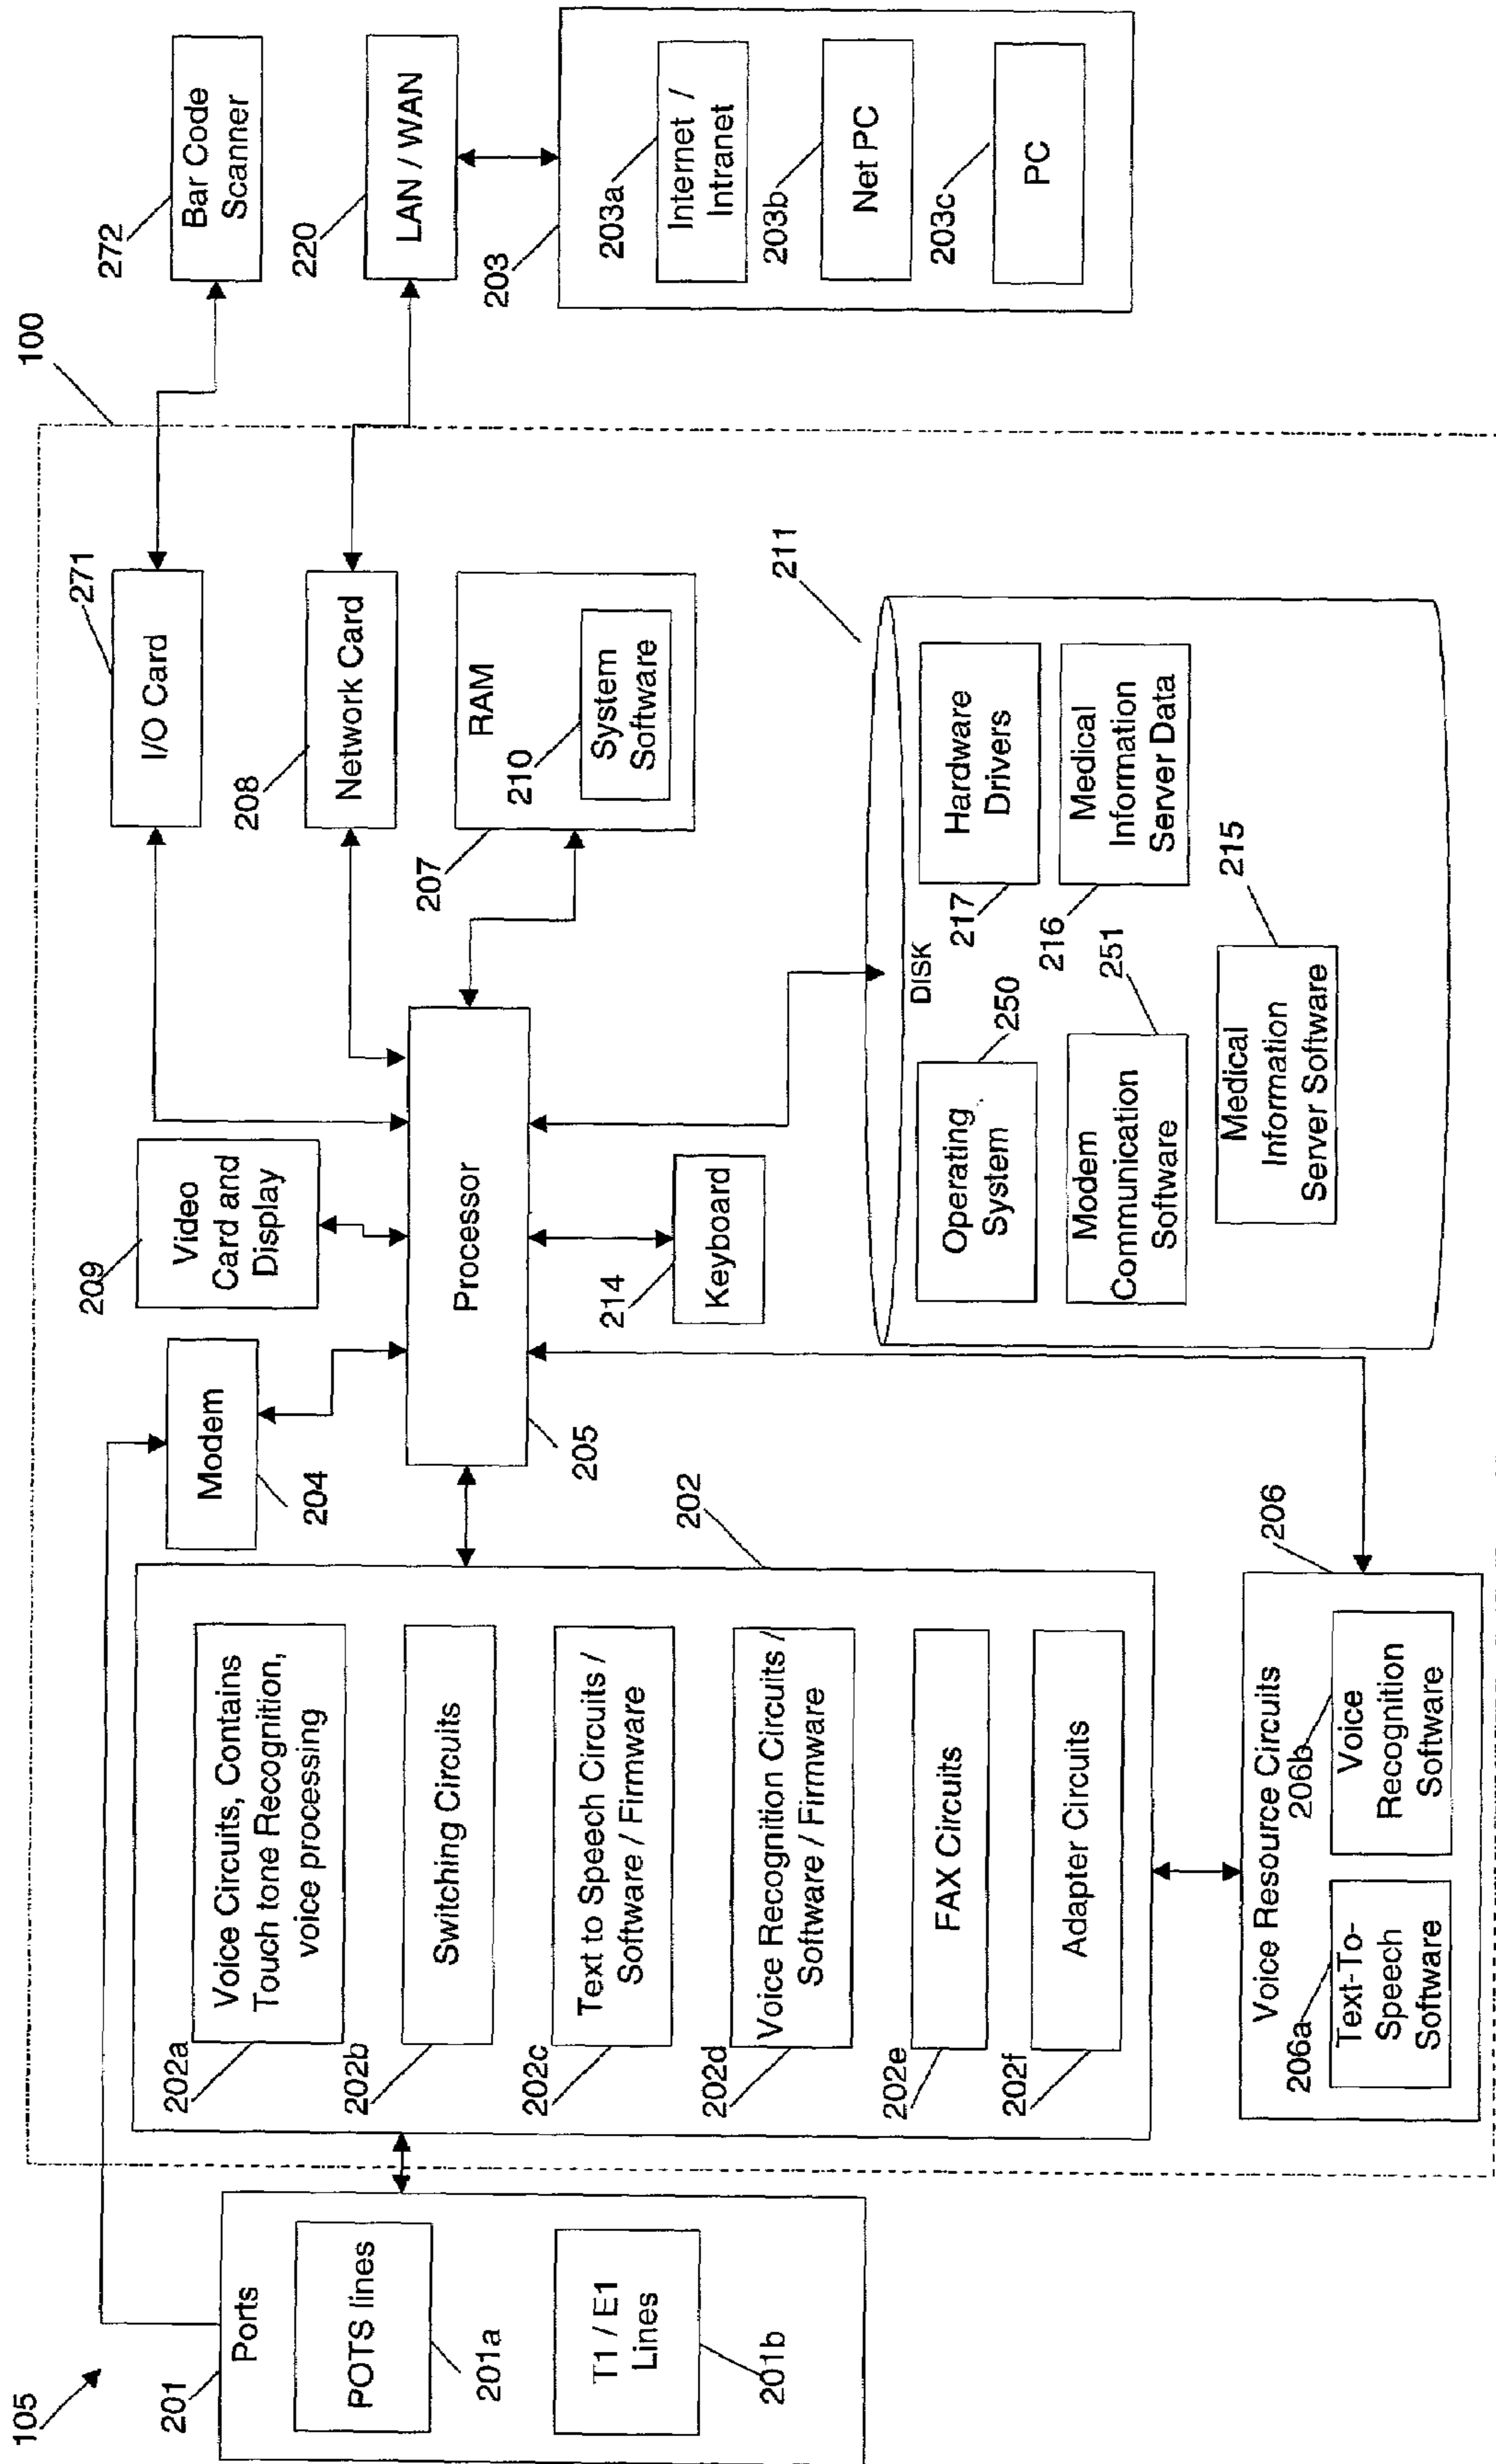 105
201
Ports
POTS lines
201a
T1 / E1
Lines
201b
100
202
202a
Voice Circuits, Contains
Touch tone Recognition,
voice processing
202b
Switching Circuits
202c
Text to Speech Circuits /
Software / Firmware
202d
Voice Recognition Circuits /
Software / Firmware
202e
FAX Circuits
202f
Adapter Circuits
206
Voice Resource Circuits
206a
Text-To-
Speech
Software
206b
Voice
Recognition
Software
Modem
204
209
Video
Card and
Display
Processor
205
214
Keyboard
I/O Card
271
208
Network Card
207
RAM
210
System
Software
211
DISK
Operating
System
250
Hardware
Drivers
217
Modem
Communication
Software
251
Medical
Information
Server Data
216
Medical
Information
Server Software
215
272
Bar Code
Scanner
220
LAN / WAN
203
203a
Internet /
Intranet
203b
Net PC
203c
PC